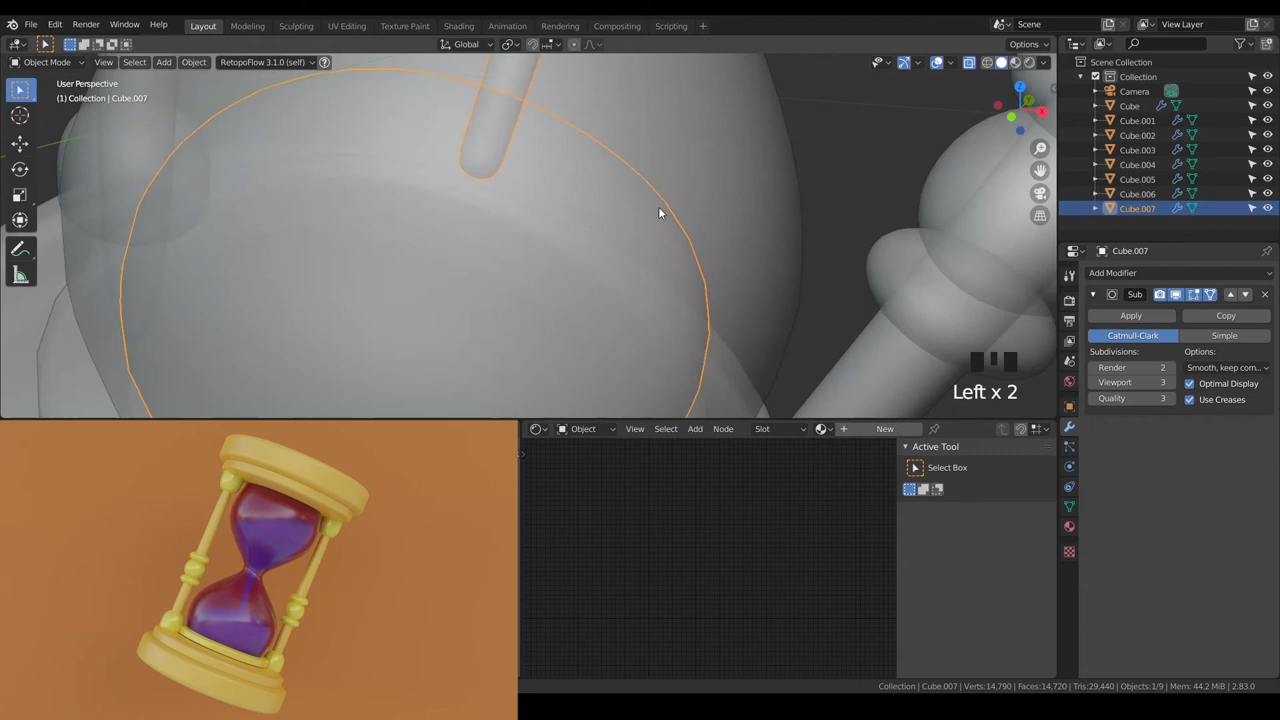 File Edit Render Window Help Layout Modeling Sculpting UV Editing Texture Paint Shading Animation Rendering Compositing Scripting + Scene View Layer
Global Options
Object Mode View Select Add Object RetopoFlow 3.1.0 (self) ?
User Perspective
(1) Collection | Cube.007
Scene Collection
Collection
Camera
Cube
Cube.001
Cube.002
Cube.003
Cube.004
Cube.005
Cube.006
Cube.007
Cube.007
Add Modifier
Sub
Apply Copy
Catmull-Clark Simple
Subdivisions: Options:
Render 2 Smooth, keep com...
Viewport 3 Optimal Display
Quality 3 Use Creases
Left x 2
Object View Select Add Node Slot New
Active Tool
Select Box
Collection | Cube.007 | Verts:14,790 | Faces:14,720 | Tris:29,440 | Objects:1/9 | Mem: 44.2 MiB | 2.83.0